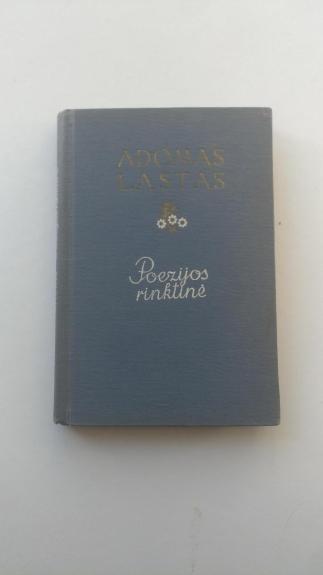 ADOMAS
LASTAS
Poezijos
rinktinė